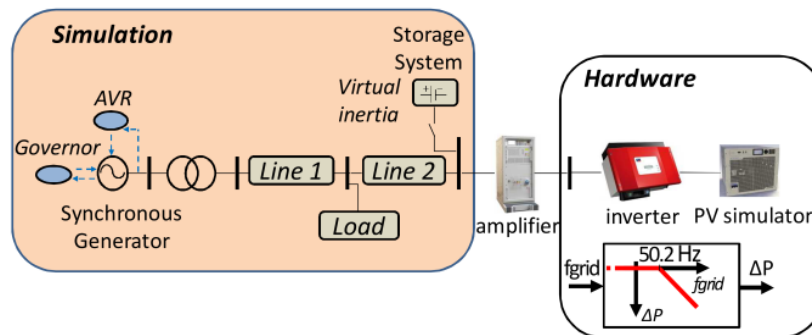 Simulation
Storage
System
Virtual
inertia
AVR
Governor
Synchronous
Generator
Line 1
Line 2
Load
amplifier
Hardware
inverter
PV simulator
fgrid
50.2 Hz
fgrid
ΔP
ΔP